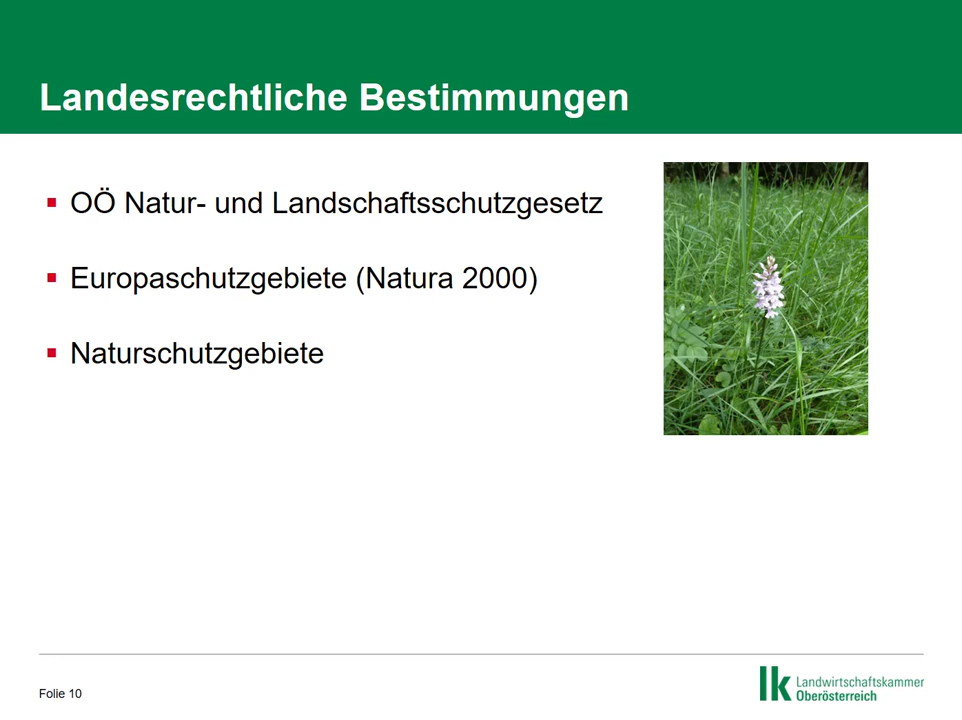 Landesrechtliche Bestimmungen
OÖ Natur- und Landschaftsschutzgesetz
Europaschutzgebiete (Natura 2000)
Naturschutzgebiete
Folie 10
lk Landwirtschaftskammer
Oberösterreich